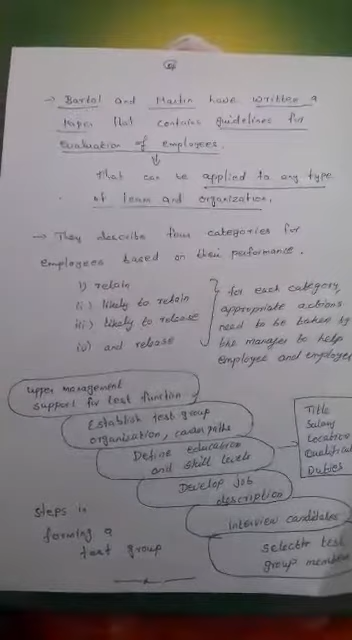 → Bartol and Martin have written a
paper that contains guidelines for
evaluation of employees.
↓
that can be applied to any type
of team and organization.
→ They describe four categories for
employees based on their performance.
i) retain
ii) likely to retain
iii) likely to release
iv) and release
for each category,
appropriate actions
need to be taken by
the manager to help
employee and employer
upper management
support for test function
Establish test group
organization, career paths
Define education
and skill levels
Develop job
description
Title
Salary
Location
Qualificat
Duties
Interview candidates
select test
group members
steps in
forming a
test group